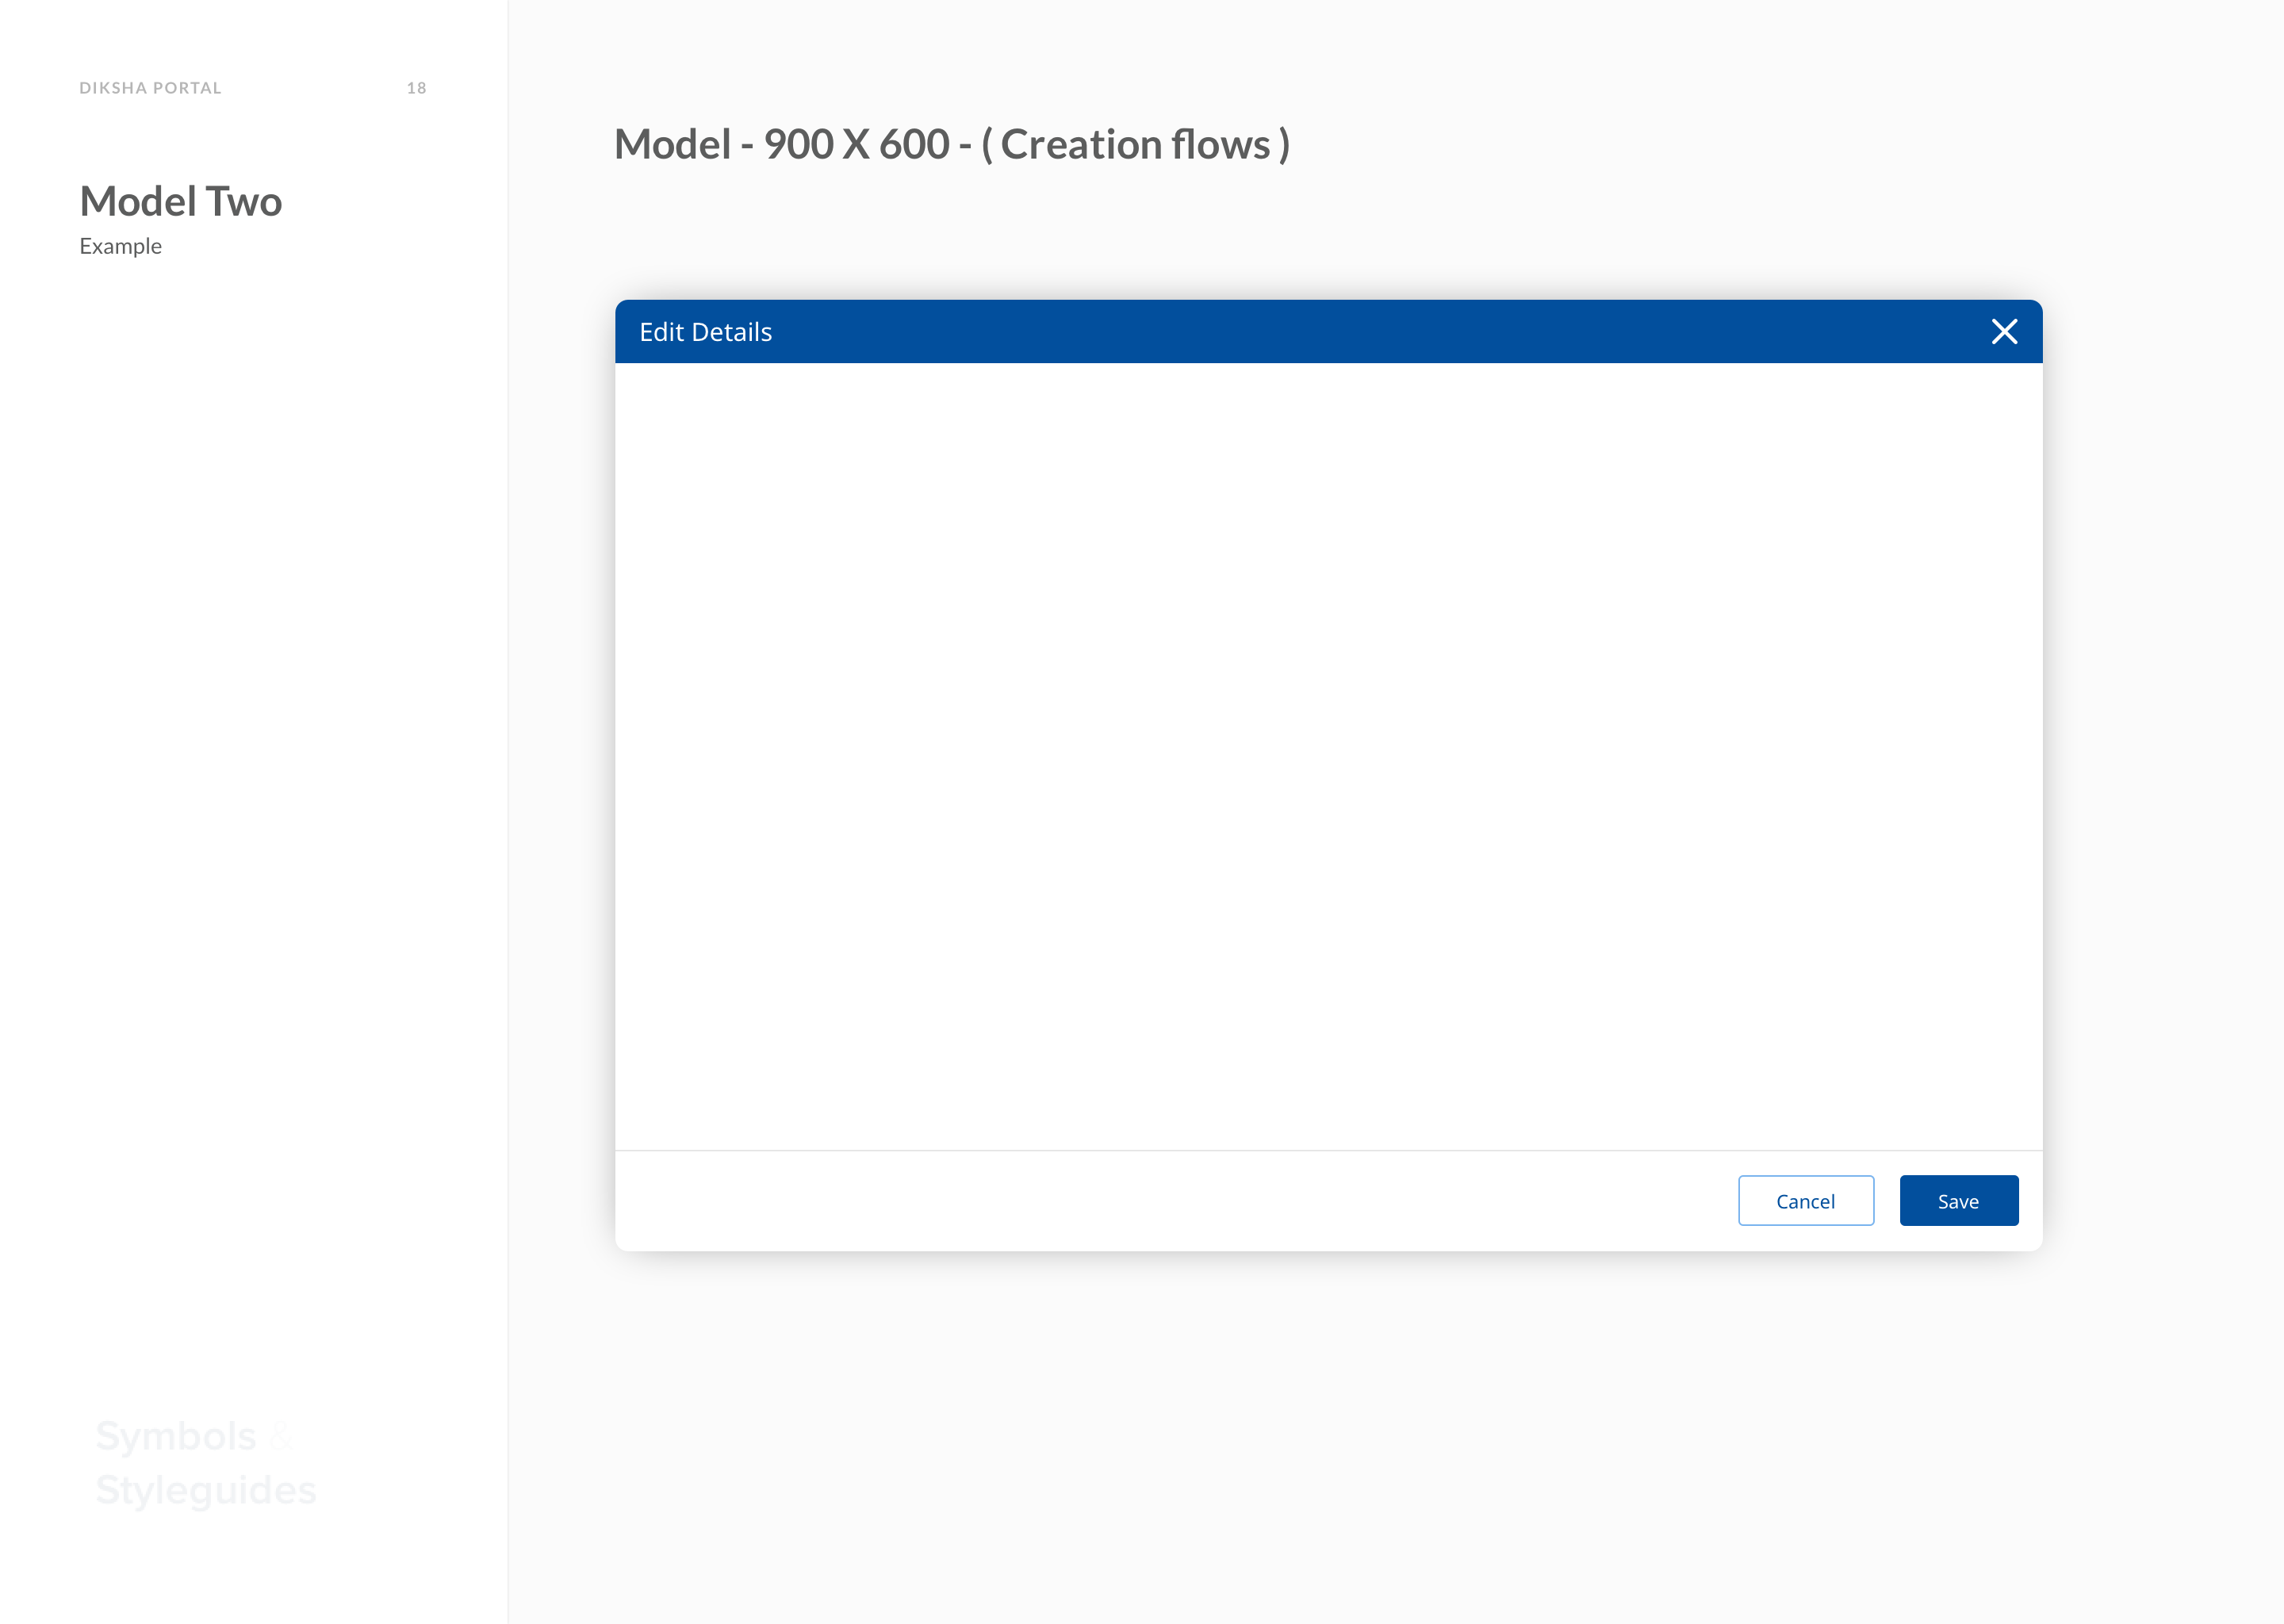 DIKSHA PORTAL 18
Model Two
Example
Symbols &
Styleguides
Model - 900 X 600 - ( Creation flows )
Edit Details
Cancel Save